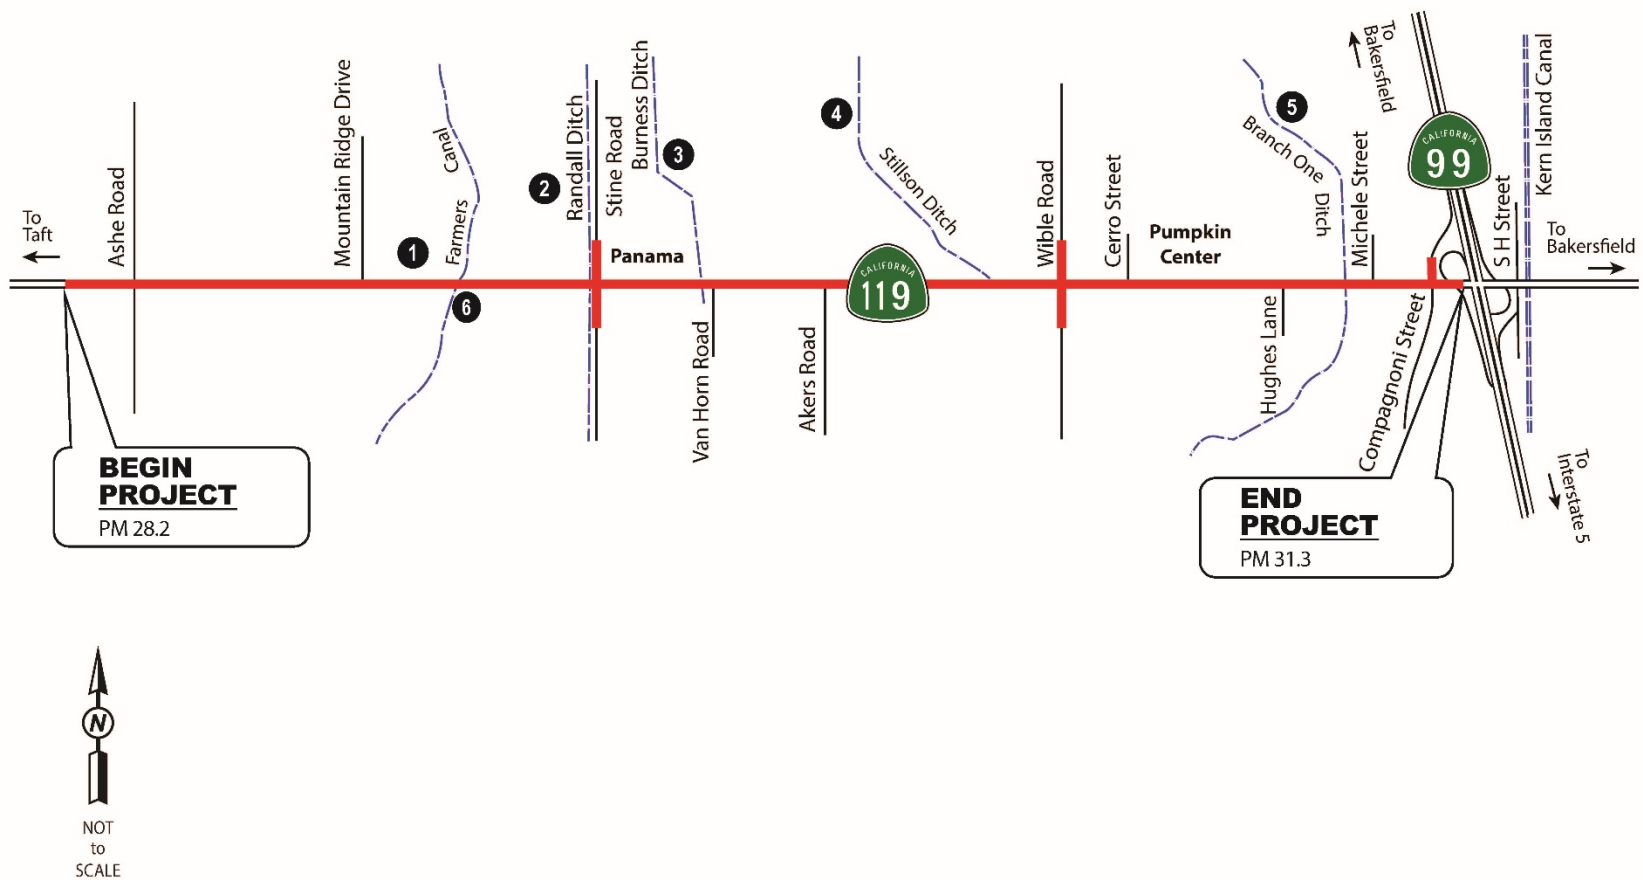 To
Taft
Ashe Road
Mountain Ridge Drive
1
Canal
Farmers
6
2
Randall Ditch
Stine Road
Burness Ditch
3
Panama
Van Horn Road
Akers Road
4
Stillson Ditch
CALIFORNIA
119
Wible Road
Cerro Street
Pumpkin
Center
5
Branch One
Ditch
Hughes Lane
Michele Street
Compagnoni Street
To
Bakersfield
CALIFORNIA
99
S H Street
Kern Island Canal
To
Bakersfield
To
Interstate 5
BEGIN
PROJECT
PM 28.2
END
PROJECT
PM 31.3
N
NOT
to
SCALE